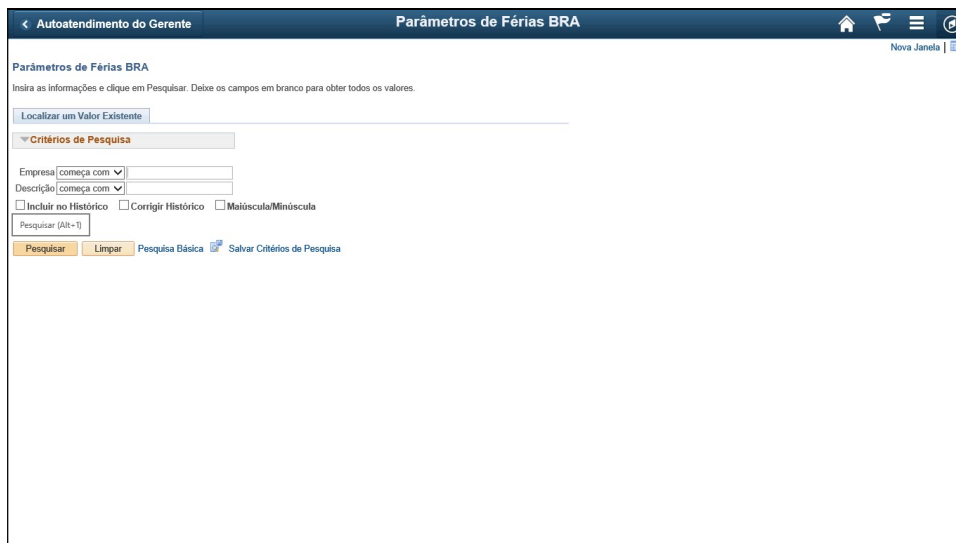 Autoatendimento do Gerente Parâmetros de Férias BRA
Nova Janela |
Parâmetros de Férias BRA
Insira as informações e clique em Pesquisar. Deixe os campos em branco para obter todos os valores.
Localizar um Valor Existente
Critérios de Pesquisa
Empresa começa com
Descrição começa com
Incluir no Histórico Corrigir Histórico Maiúscula/Minúscula
Pesquisar (Alt+1)
Pesquisar Limpar Pesquisa Básica Salvar Critérios de Pesquisa